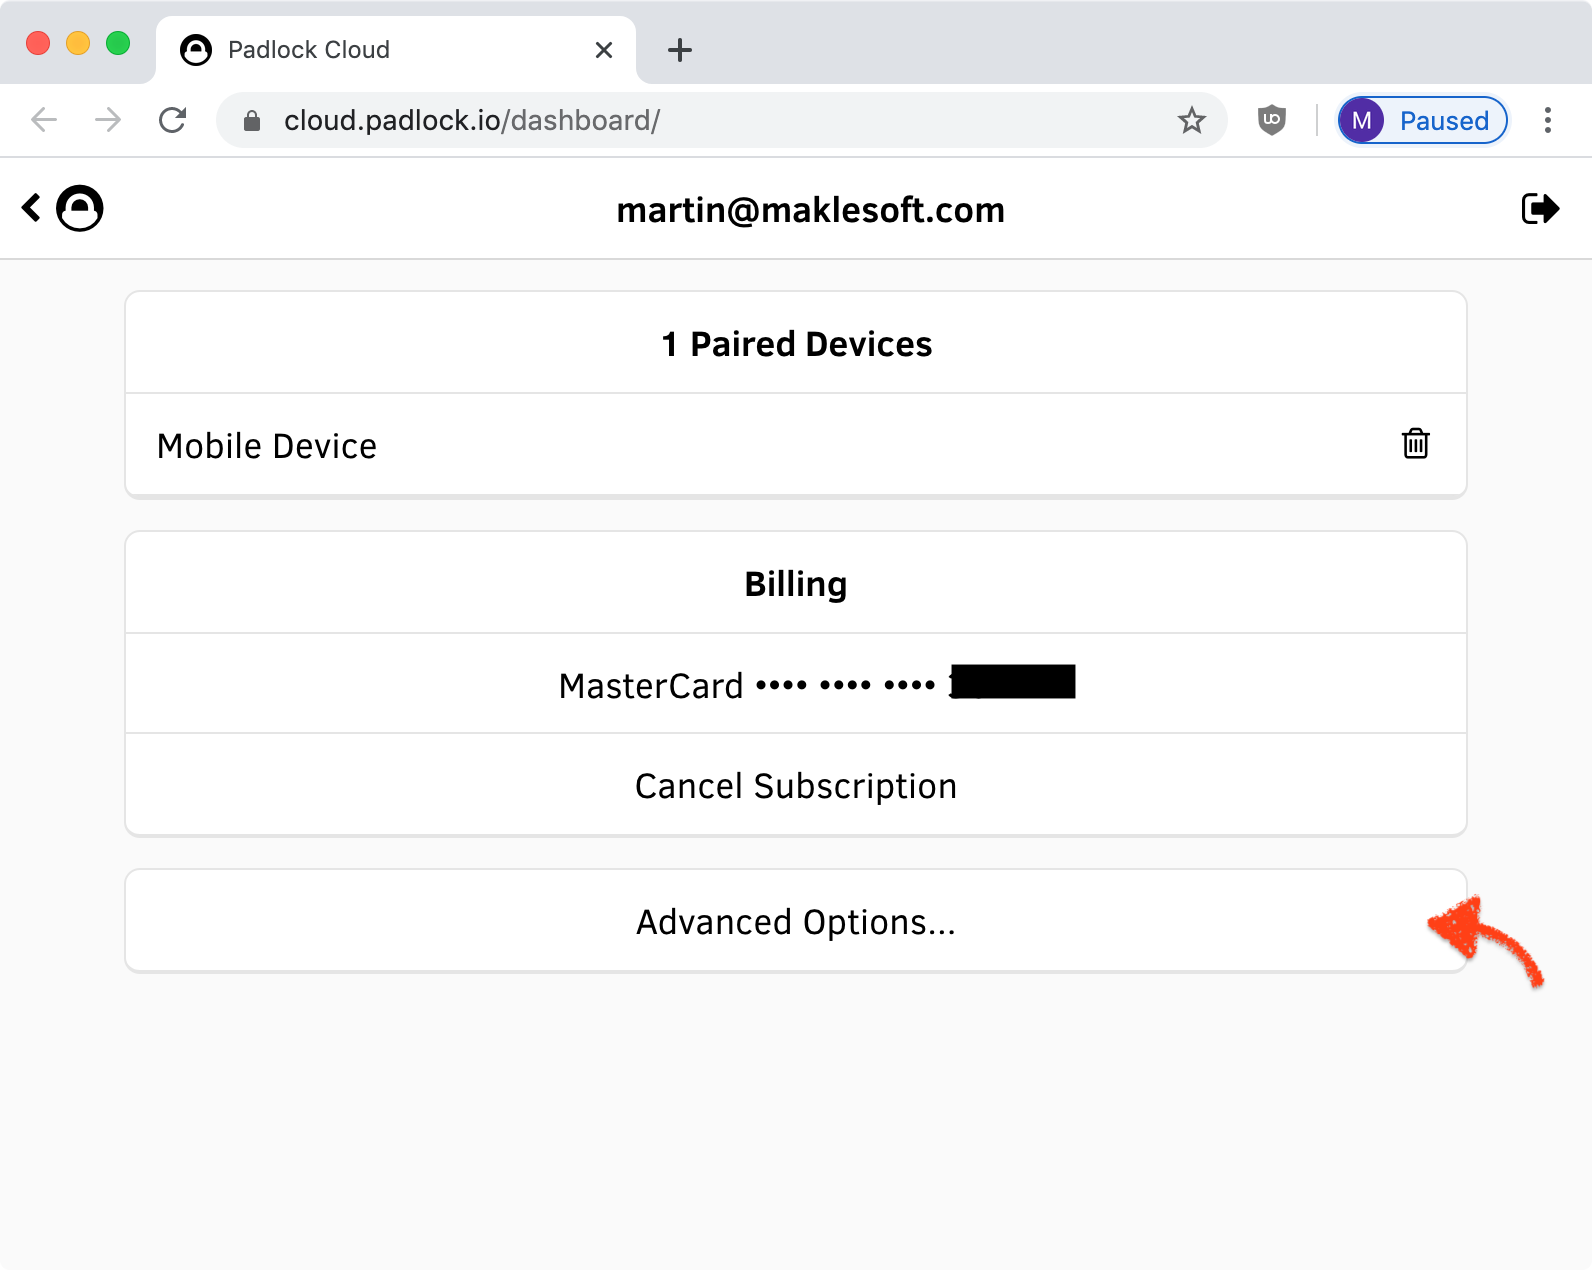 Padlock Cloud
cloud.padlock.io/dashboard/
M Paused
martin@maklesoft.com
1 Paired Devices
Mobile Device
Billing
MasterCard •••• •••• ••••
Cancel Subscription
Advanced Options...